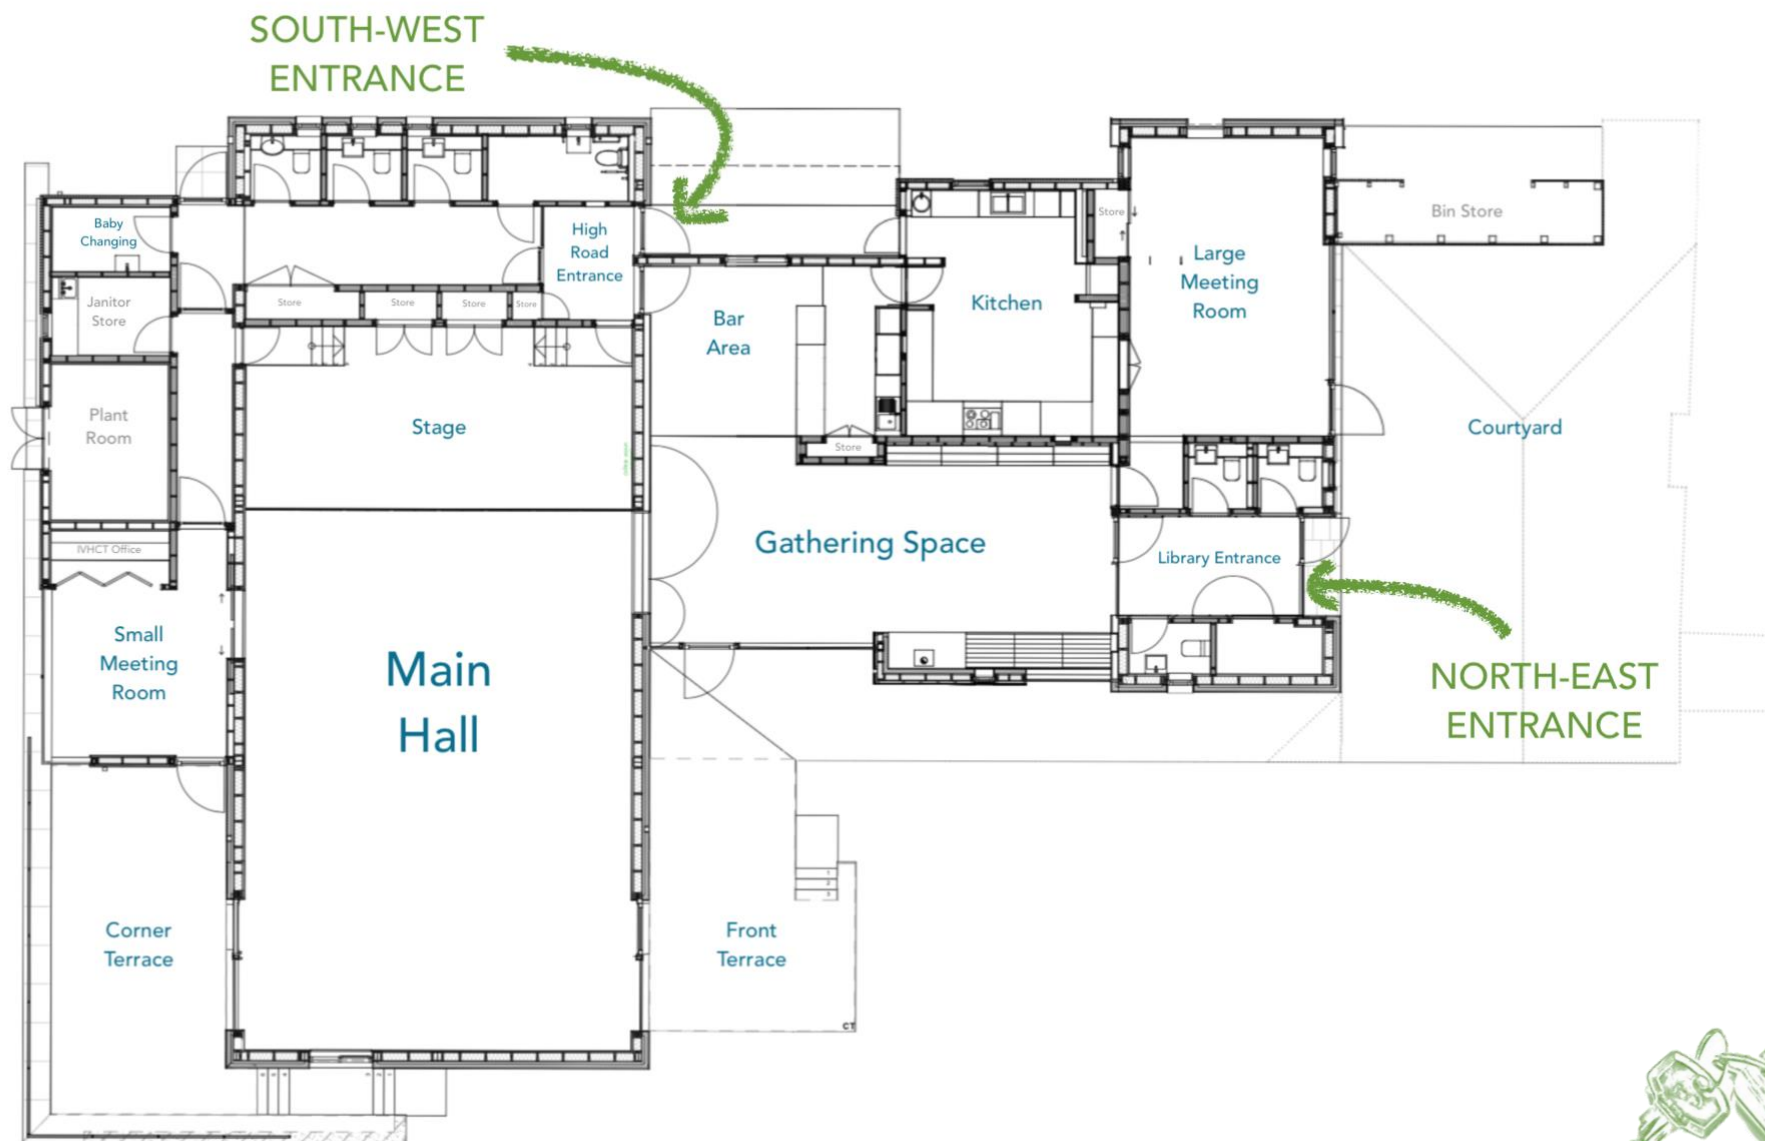 SOUTH-WEST
ENTRANCE
Baby
Changing
High
Road
Entrance
Janitor
Store
Store
Store
Store
Store
Store
Bin Store
Large
Meeting
Room
Kitchen
Bar
Area
Plant
Room
Stage
Store
Courtyard
IVHCT Office
Gathering Space
Library Entrance
Small
Meeting
Room
Main
Hall
NORTH-EAST
ENTRANCE
Corner
Terrace
Front
Terrace
CT